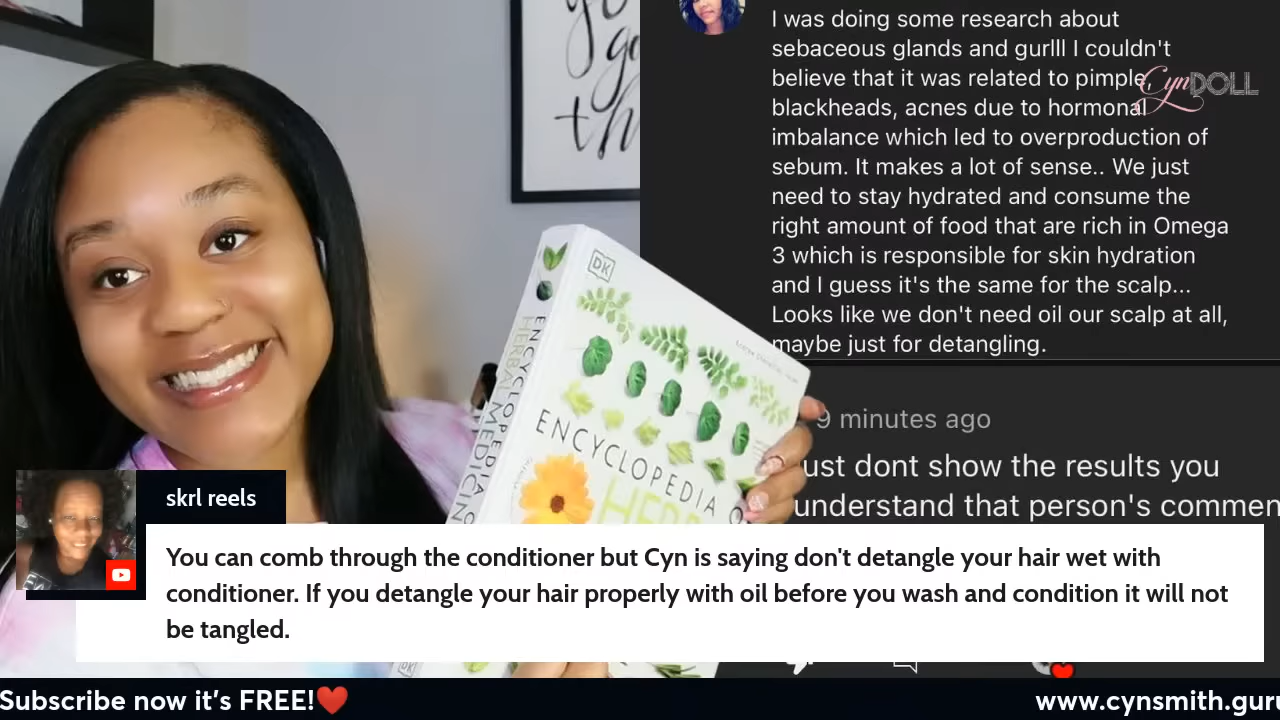 I was doing some research about
sebaceous glands and gurlll I couldn't
believe that it was related to pimple
blackheads, acnes due to hormonal
imbalance which led to overproduction of
sebum. It makes a lot of sense.. We just
need to stay hydrated and consume the
right amount of food that are rich in Omega
3 which is responsible for skin hydration
and I guess it's the same for the scalp...
Looks like we don't need oil our scalp at all,
maybe just for detangling.
CynDOLL
9 minutes ago
ust dont show the results you
understand that person's commen
DK
ENCYCLOPEDIA O
HERB
ENCYCLOPEDIA
HERBAL MEDICIN
DK
skrl reels
You can comb through the conditioner but Cyn is saying don't detangle your hair wet with
conditioner. If you detangle your hair properly with oil before you wash and condition it will not
be tangled.
Subscribe now it's FREE!❤️
www.cynsmith.guru